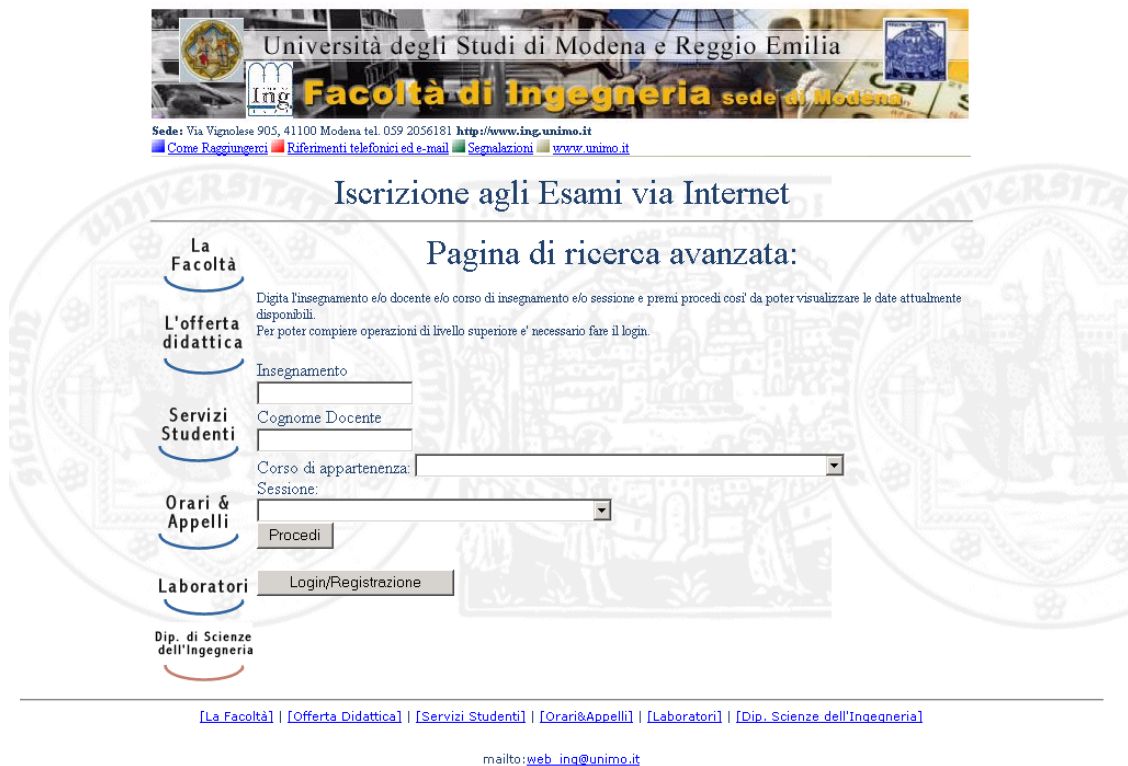 Università degli Studi di Modena e Reggio Emilia
Ing Facoltà di Ingegneria sede di Modena
Sede: Via Vignolese 905, 41100 Modena tel. 059 2056181 http://www.ing.unimo.it
Come Raggiungerci Riferimenti telefonici ed e-mail Segnalazioni www.unimo.it
Iscrizione agli Esami via Internet
Pagina di ricerca avanzata:
La
Facoltà
L'offerta
didattica
Servizi
Studenti
Orari &
Appelli
Laboratori
Dip. di Scienze
dell'Ingegneria
Digita l'insegnamento e/o docente e/o corso di insegnamento e/o sessione e premi procedi cosi' da poter visualizzare le date attualmente
disponibili.
Per poter compiere operazioni di livello superiore e' necessario fare il login.
Insegnamento
Cognome Docente
Corso di appartenenza:
Sessione:
Procedi
Login/Registrazione
[La Facoltà] | [Offerta Didattica] | [Servizi Studenti] | [Orari&Appelli] | [Laboratori] | [Dip. Scienze dell'Ingegneria]
mailto:web_ing@unimo.it